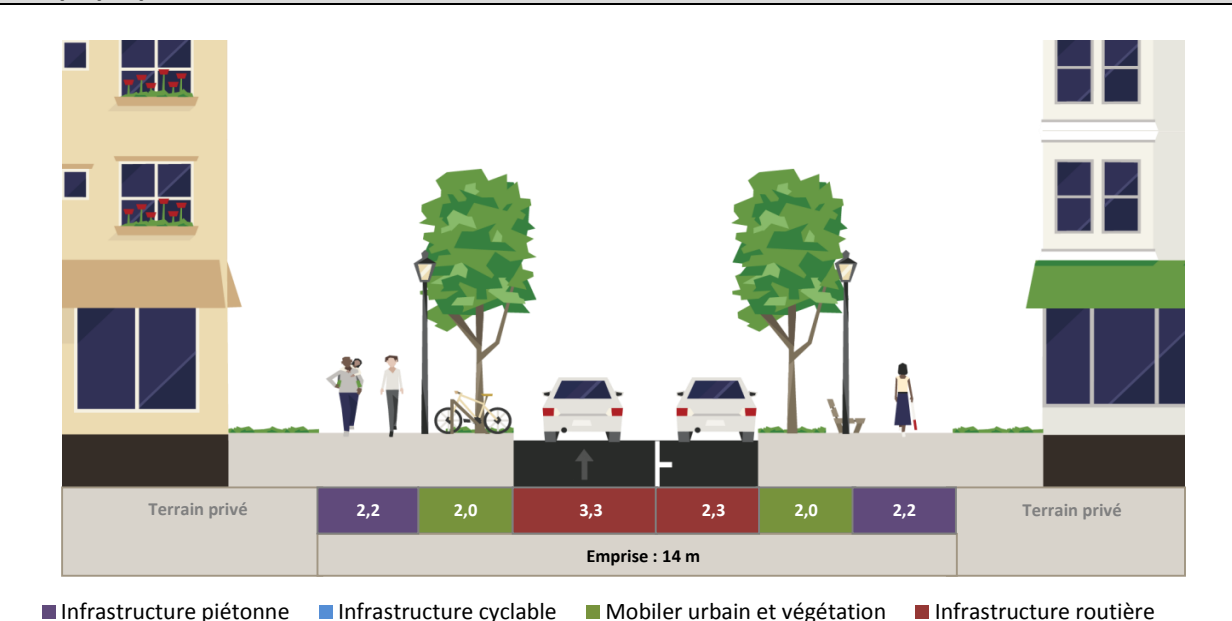 Terrain privé 2,2 2,0 3,3 2,3 2,0 2,2 Terrain privé
Emprise : 14 m
Infrastructure piétonne Infrastructure cyclable Mobiler urbain et végétation Infrastructure routière